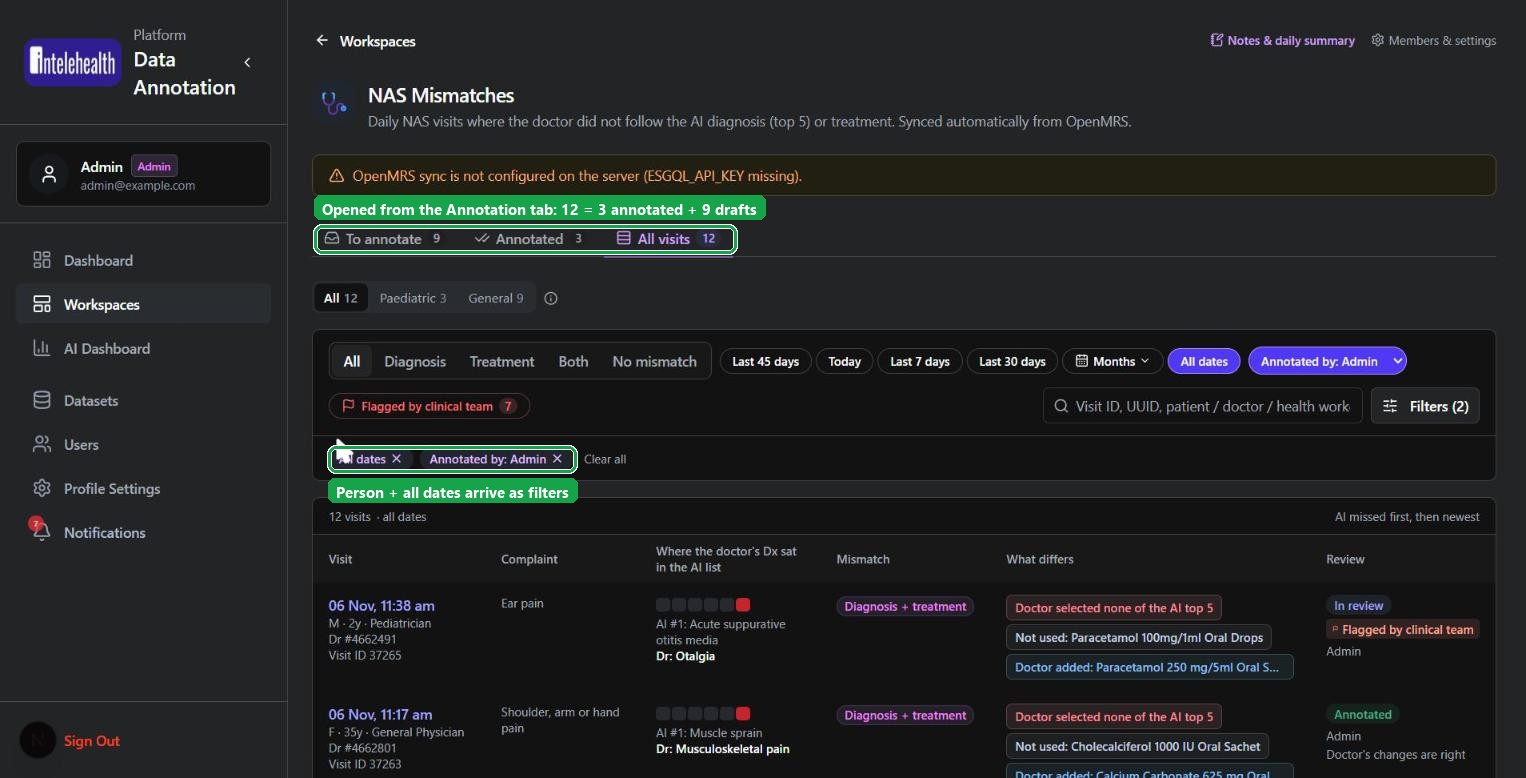 intelehealth
Platform
Data
Annotation
Admin Admin
admin@example.com
Dashboard
Workspaces
AI Dashboard
Datasets
Users
Profile Settings
7
Notifications
Sign Out
Workspaces
Notes & daily summary
Members & settings
NAS Mismatches
Daily NAS visits where the doctor did not follow the AI diagnosis (top 5) or treatment. Synced automatically from OpenMRS.
OpenMRS sync is not configured on the server (ESGQL_API_KEY missing).
Opened from the Annotation tab: 12 = 3 annotated + 9 drafts
To annotate 9 Annotated 3 All visits 12
All 12 Paediatric 3 General 9
All Diagnosis Treatment Both No mismatch Last 45 days Today Last 7 days Last 30 days Months All dates Annotated by: Admin
Flagged by clinical team 7
Visit ID, UUID, patient / doctor / health work
Filters (2)
dates Annotated by: Admin Clear all
Person + all dates arrive as filters
12 visits · all dates
AI missed first, then newest
Visit Complaint Where the doctor's Dx sat in the AI list Mismatch What differs Review
06 Nov, 11:38 am
M · 2y · Pediatrician
Dr #4662491
Visit ID 37265
Ear pain
AI #1: Acute suppurative
otitis media
Dr: Otalgia
Diagnosis + treatment
Doctor selected none of the AI top 5
Not used: Paracetamol 100mg/1ml Oral Drops
Doctor added: Paracetamol 250 mg/5ml Oral S...
In review
Flagged by clinical team
Admin
06 Nov, 11:17 am
F · 35y · General Physician
Dr #4662801
Visit ID 37263
Shoulder, arm or hand
pain
AI #1: Muscle sprain
Dr: Musculoskeletal pain
Diagnosis + treatment
Doctor selected none of the AI top 5
Not used: Cholecalciferol 1000 IU Oral Sachet
Doctor added: Calcium Carbonate 625 mg Oral
Annotated
Admin
Doctor's changes are right